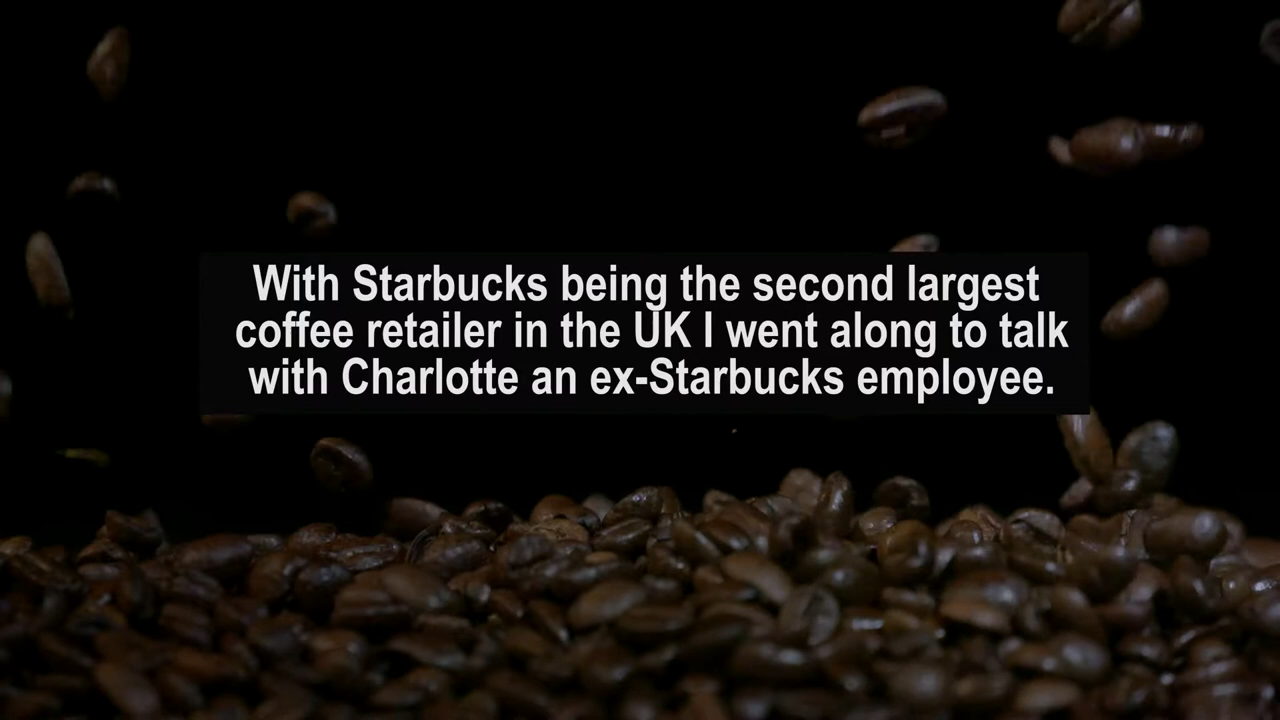 With Starbucks being the second largest
coffee retailer in the UK I went along to talk
with Charlotte an ex-Starbucks employee.